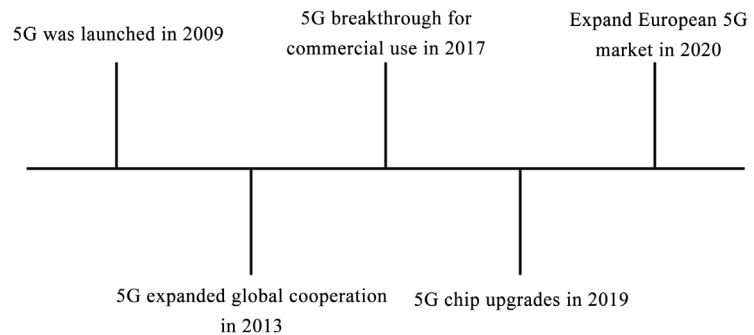 5G was launched in 2009
5G breakthrough for
commercial use in 2017
Expand European 5G
market in 2020
5G expanded global cooperation
in 2013
5G chip upgrades in 2019